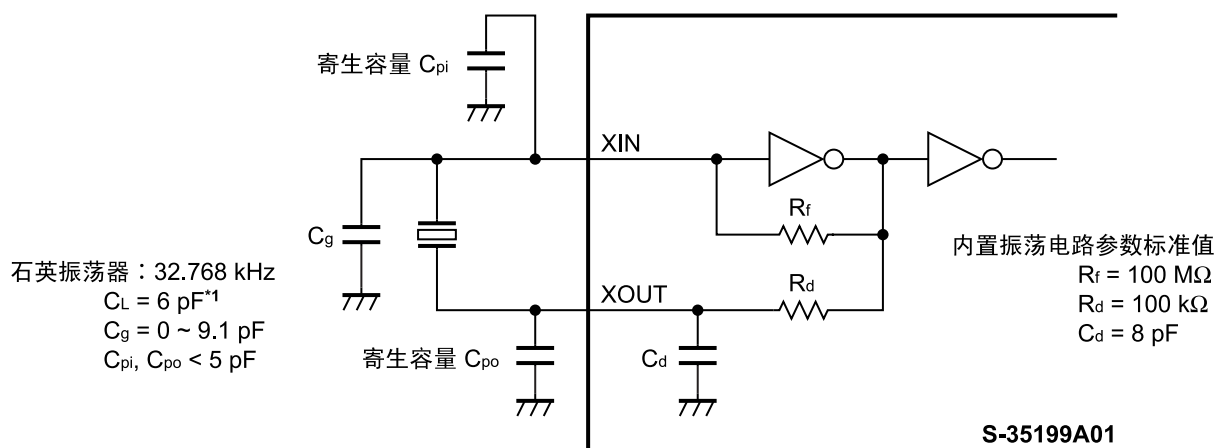 寄生容量 Cpi
XIN
Cg
Rf
石英振荡器：32.768 kHz
CL = 6 pF*1
Cg = 0 ~ 9.1 pF
Cpi, Cpo < 5 pF
XOUT
Rd
寄生容量 Cpo
Cd
内置振荡电路参数标准值
Rf = 100 MΩ
Rd = 100 kΩ
Cd = 8 pF
S-35199A01